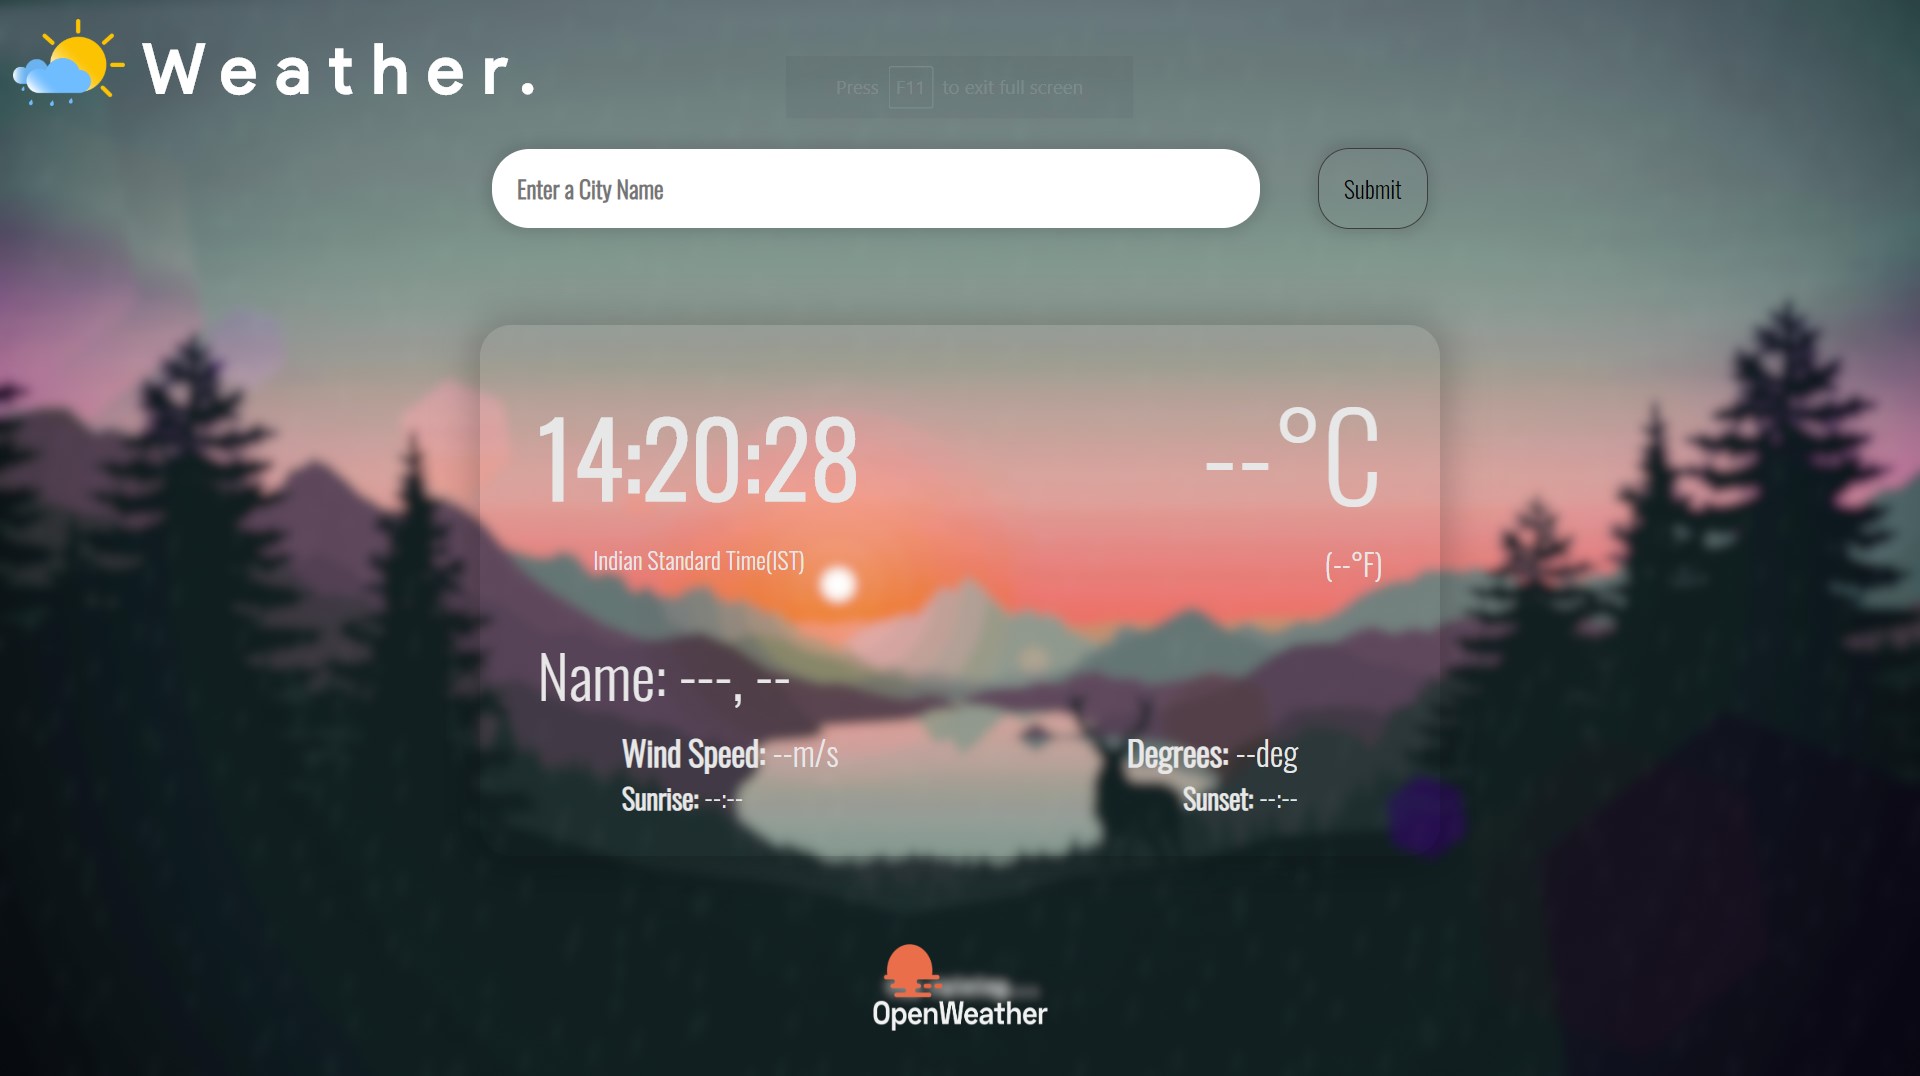 Weather.
Press F11 to exit full screen
Enter a City Name
Submit
14:20:28
--°C
Indian Standard Time(IST)
(--°F)
Name: ---, --
Wind Speed: --m/s
Degrees: --deg
Sunrise: --:--
Sunset: --:--
OpenWeather